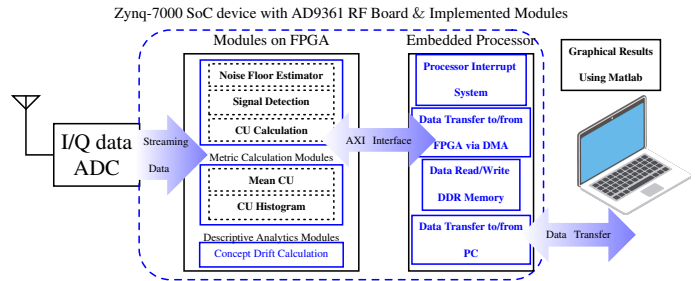 Zynq-7000 SoC device with AD9361 RF Board & Implemented Modules
Modules on FPGA
Embedded Processor
Noise Floor Estimator
Signal Detection
CU Calculation
Metric Calculation Modules
Mean CU
CU Histogram
Descriptive Analytics Modules
Concept Drift Calculation
I/Q data
ADC
Streaming
Data
AXI Interface
Processor Interrupt
System
Data Transfer to/from
FPGA via DMA
Data Read/Write
DDR Memory
Data Transfer to/from
PC
Data Transfer
Graphical Results
Using Matlab